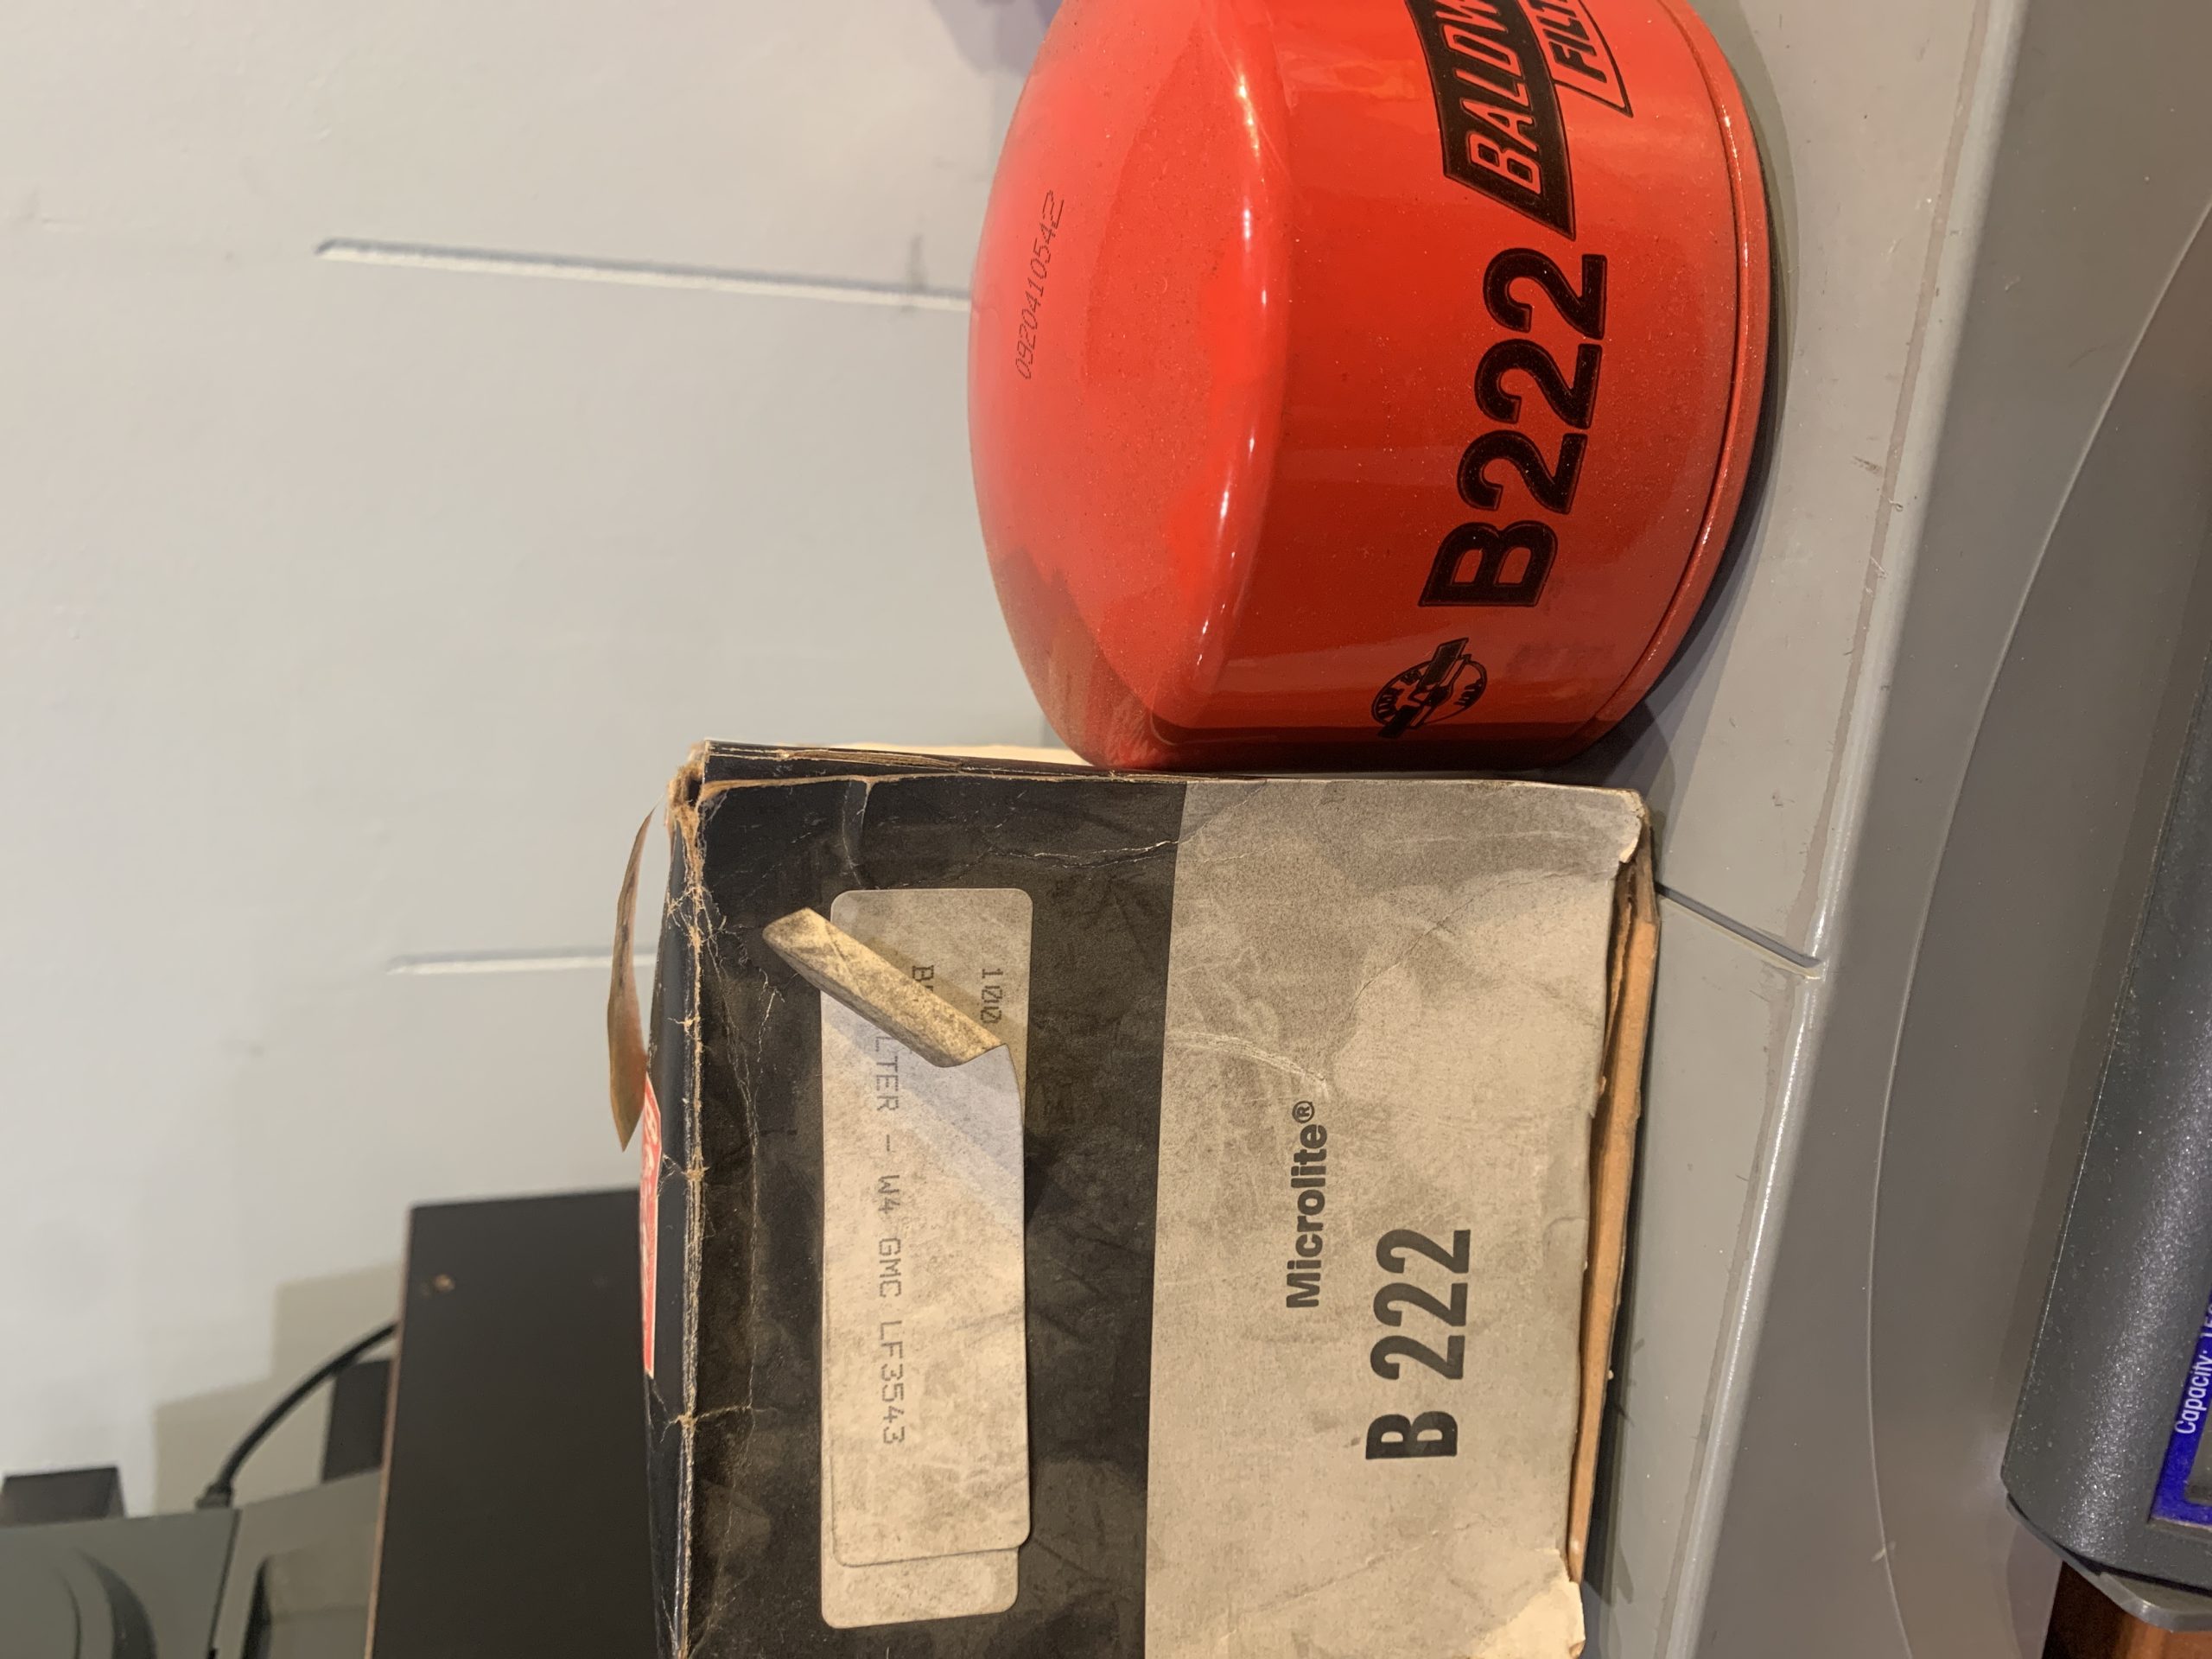 BALDW
FILT
B222
0920410542
100
B
LTER - W4 GMC LF3543
Microlite®
B 222
Capacity: